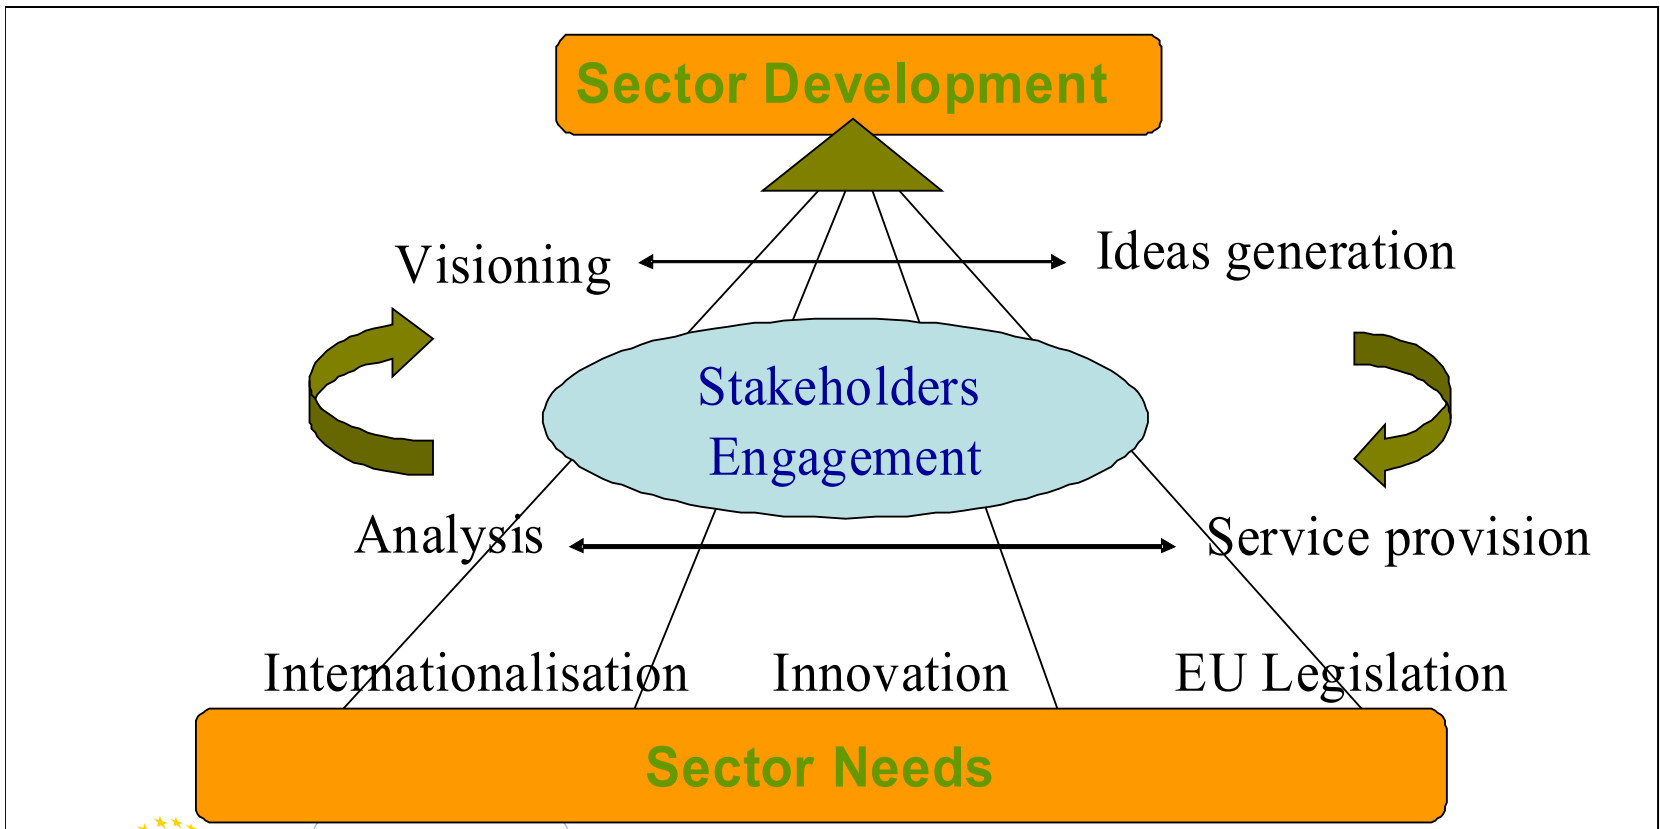 Sector Development
Visioning
Ideas generation
Stakeholders
Engagement
Analysis
Service provision
Internationalisation
Innovation
EU Legislation
Sector Needs